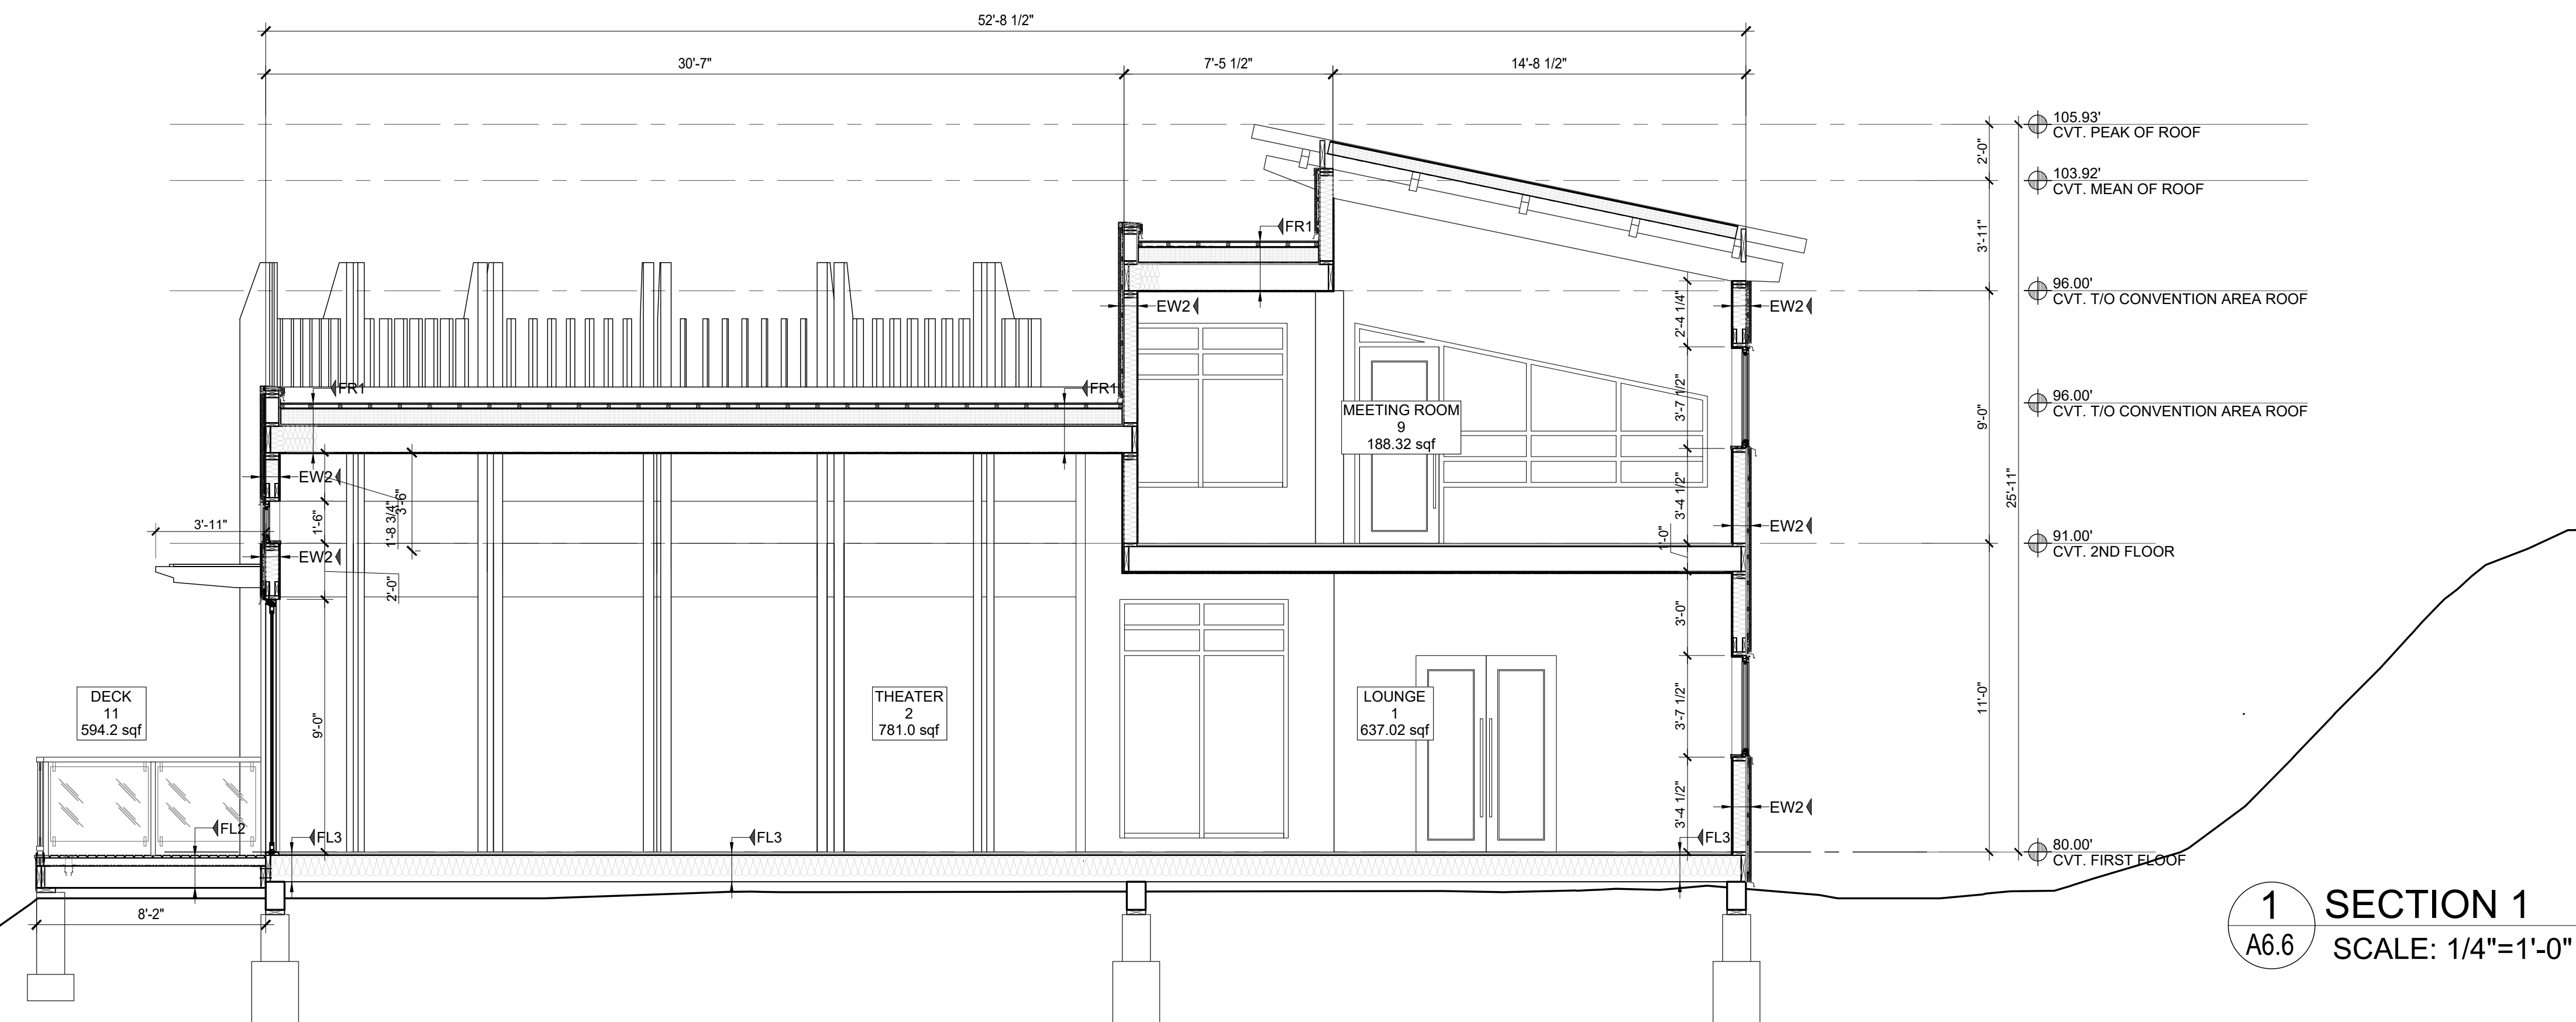 52'-8 1/2"
30'-7"
7'-5 1/2"
14'-8 1/2"
105.93'
CVT. PEAK OF ROOF
2'-0"
103.92'
CVT. MEAN OF ROOF
3'-11"
FR1
96.00'
CVT. T/O CONVENTION AREA ROOF
EW2
2'-4 1/4"
EW2
FR1
FR1
3'-7 1/2"
96.00'
CVT. T/O CONVENTION AREA ROOF
MEETING ROOM
9
188.32 sqf
9'-0"
EW2
3'-6"
3'-4 1/2"
25'-11"
3'-11"
1'-6"
1'-8 3/4"
EW2
1'-0"
EW2
91.00'
CVT. 2ND FLOOR
2'-0"
3'-0"
DECK
11
594.2 sqf
9'-0"
THEATER
2
781.0 sqf
LOUNGE
1
637.02 sqf
3'-7 1/2"
11'-0"
FL2
FL3
FL3
3'-4 1/2"
EW2
FL3
80.00'
CVT. FIRST FLOOF
8'-2"
1
A6.6
SECTION 1
SCALE: 1/4"=1'-0"